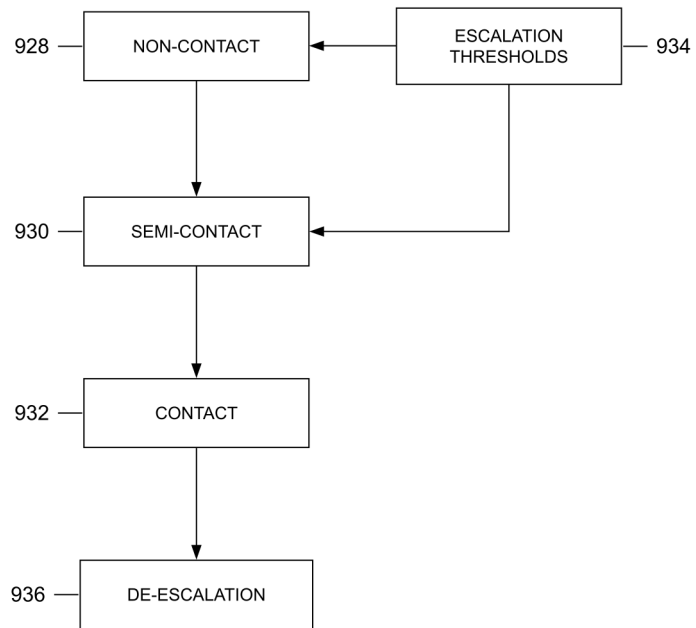 928
NON-CONTACT
ESCALATION
THRESHOLDS
934
930
SEMI-CONTACT
932
CONTACT
936
DE-ESCALATION